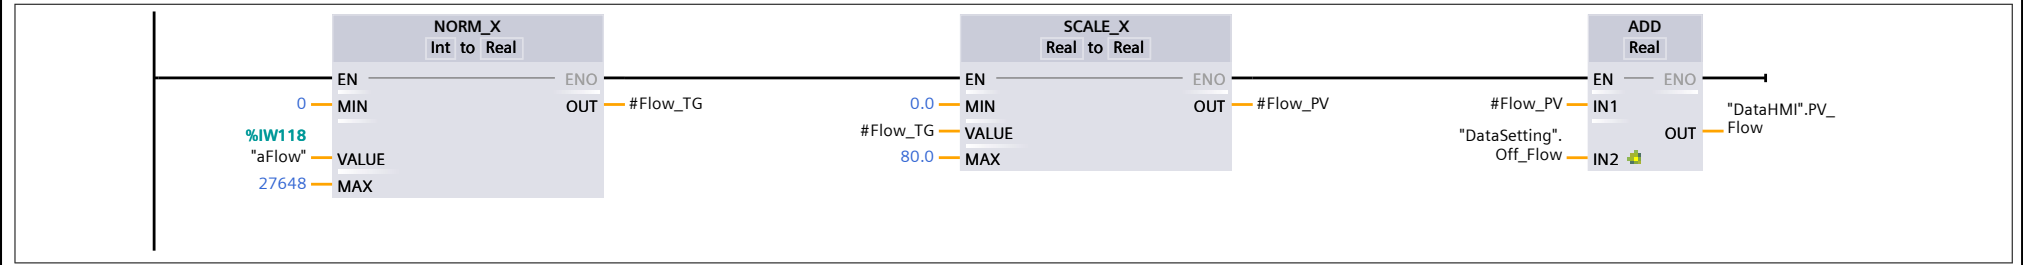 NORM_X
Int to Real
EN
ENO
0
MIN
OUT
#Flow_TG
%IW118
"aFlow"
VALUE
27648
MAX
SCALE_X
Real to Real
EN
ENO
0.0
MIN
OUT
#Flow_PV
#Flow_TG
VALUE
80.0
MAX
ADD
Real
EN
ENO
#Flow_PV
IN1
"DataSetting".
Off_Flow
IN2
OUT
"DataHMI".PV_
Flow